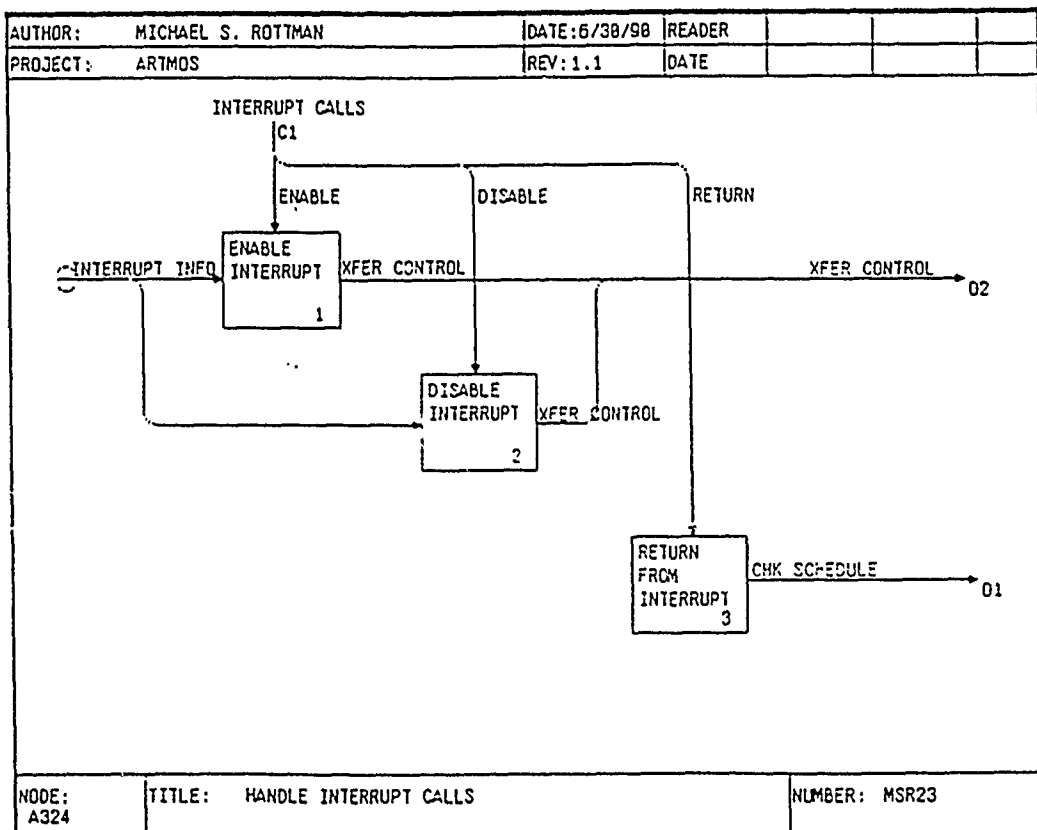 AUTHOR: MICHAEL S. ROTTMAN DATE:6/30/90 READER
PROJECT: ARTMOS REV:1.1 DATE
INTERRUPT CALLS
C1
ENABLE DISABLE RETURN
ENABLE
INTERRUPT
1
INTERRUPT INFO
XFER CONTROL
XFER CONTROL
O2
DISABLE
INTERRUPT
2
XFER CONTROL
RETURN
FROM
INTERRUPT
3
CHK SCHEDULE
O1
NODE: TITLE: HANDLE INTERRUPT CALLS NUMBER: MSR23
A324